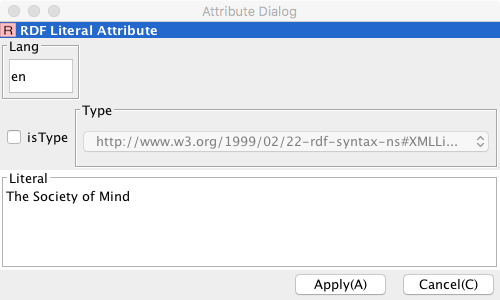 Attribute Dialog
R RDF Literal Attribute
Lang
en
Type
isType
http://www.w3.org/1999/02/22-rdf-syntax-ns#XMLLi...
Literal
The Society of Mind
Apply(A) Cancel(C)